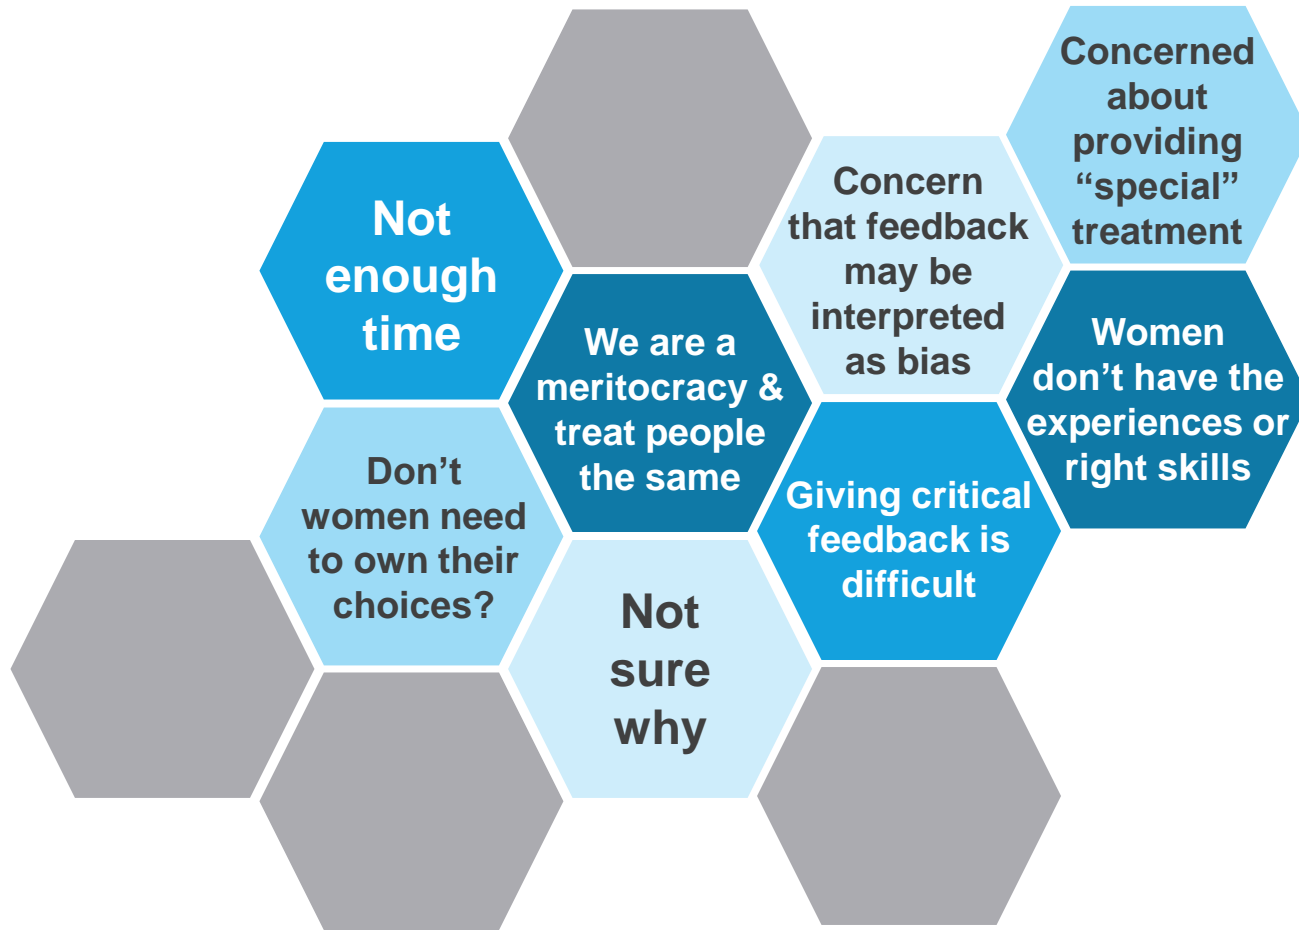 Concerned
about
providing
“special”
treatment
Concern
that feedback
may be
interpreted
as bias
Not
enough
time
We are a
meritocracy &
treat people
the same
Women
don’t have the
experiences or
right skills
Don’t
women need
to own their
choices?
Giving critical
feedback is
difficult
Not
sure
why